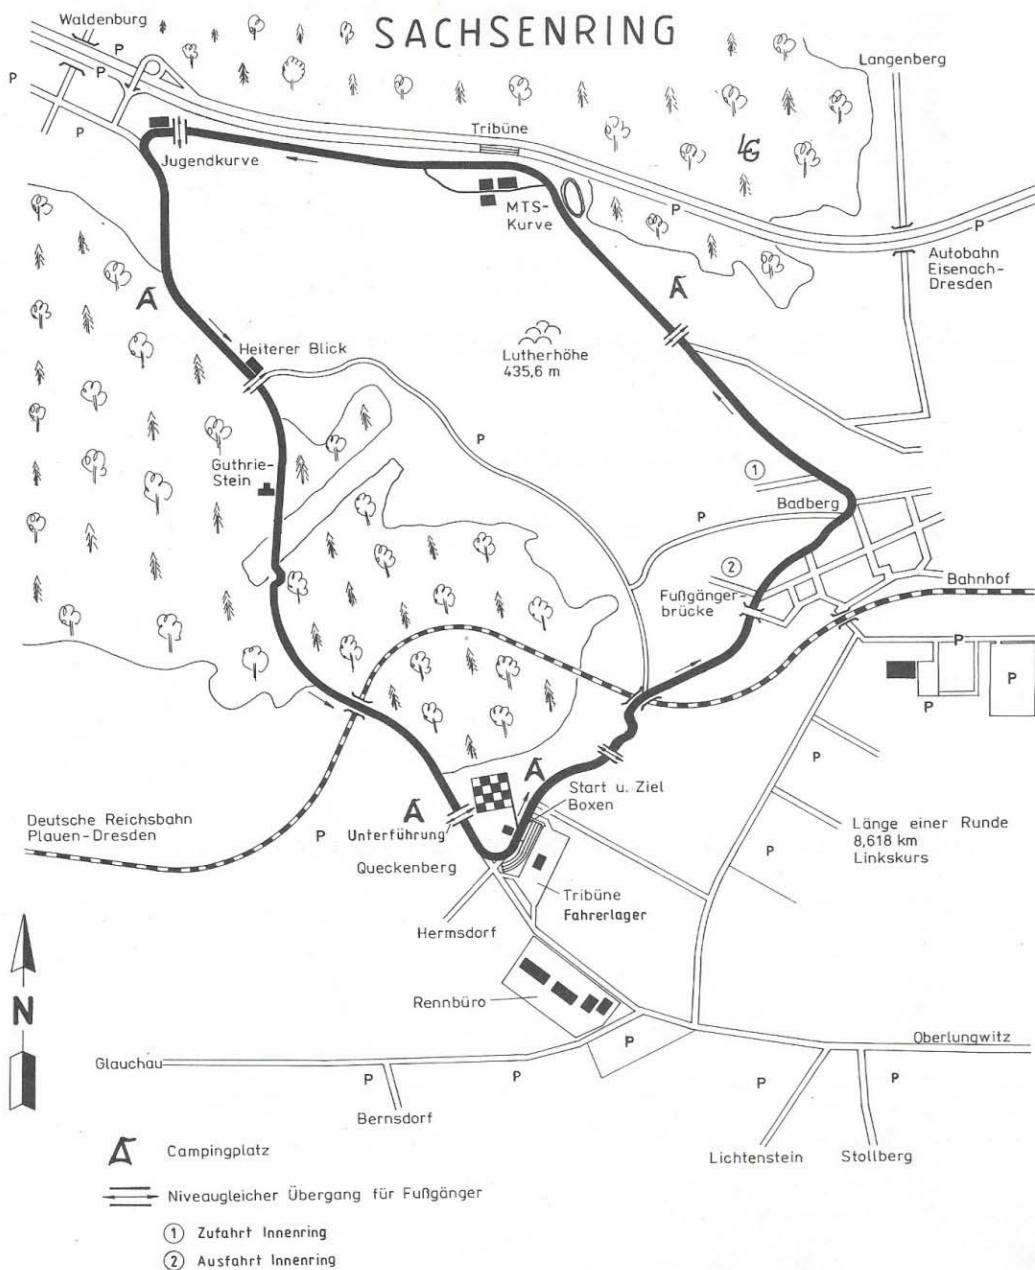 SACHSENRING
Waldenburg
P
P
P
P
Langenberg
Tribüne
LG
Jugendkurve
MTS-
Kurve
P
P
Autobahn
Eisenach-
Dresden
Heiterer Blick
Lutherhöhe
435,6 m
P
Guthrie-
Stein
1
Badberg
P
2
Fußgänger-
brücke
Bahnhof
P
P
P
P
Start u. Ziel
Boxen
Deutsche Reichsbahn
Plauen-Dresden
P
Unterführung
Queckenberg
P
Länge einer Runde
8,618 km
Linkskurs
Tribüne
Fahrerlager
Hermsdorf
N
Rennbüro
Oberlungwitz
P
Glauchau
P
P
P
P
Bernsdorf
Lichtenstein
Stollberg
Campingplatz
Niveaugleicher Übergang für Fußgänger
1 Zufahrt Innenring
2 Ausfahrt Innenring